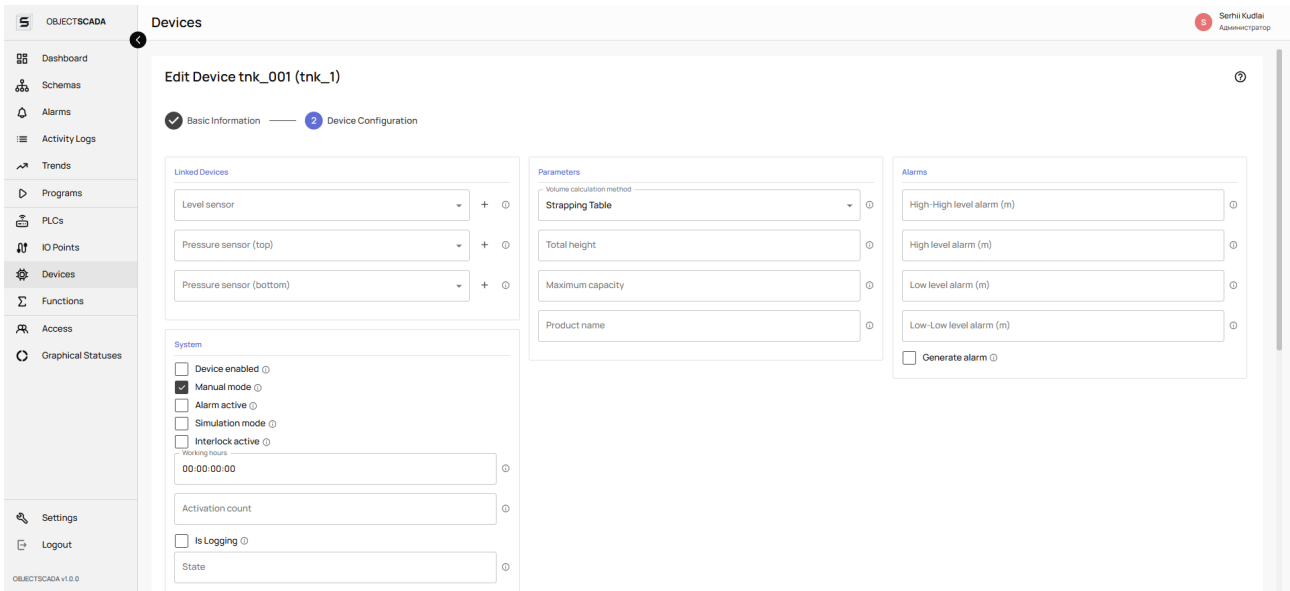 OBJECTSCADA
Devices
S
Serhii Kudlai
Администратор
Dashboard
Schemas
Alarms
Activity Logs
Trends
Programs
PLCs
IO Points
Devices
Functions
Access
Graphical Statuses
Settings
Logout
OBJECTSCADA v1.0.0
Edit Device tnk_001 (tnk_1)
Basic Information
2 Device Configuration
Linked Devices
Level sensor
Pressure sensor (top)
Pressure sensor (bottom)
System
Device enabled
Manual mode
Alarm active
Simulation mode
Interlock active
Working hours
00:00:00:00
Activation count
Is Logging
State
Parameters
Volume calculation method
Strapping Table
Total height
Maximum capacity
Product name
Alarms
High-High level alarm (m)
High level alarm (m)
Low level alarm (m)
Low-Low level alarm (m)
Generate alarm